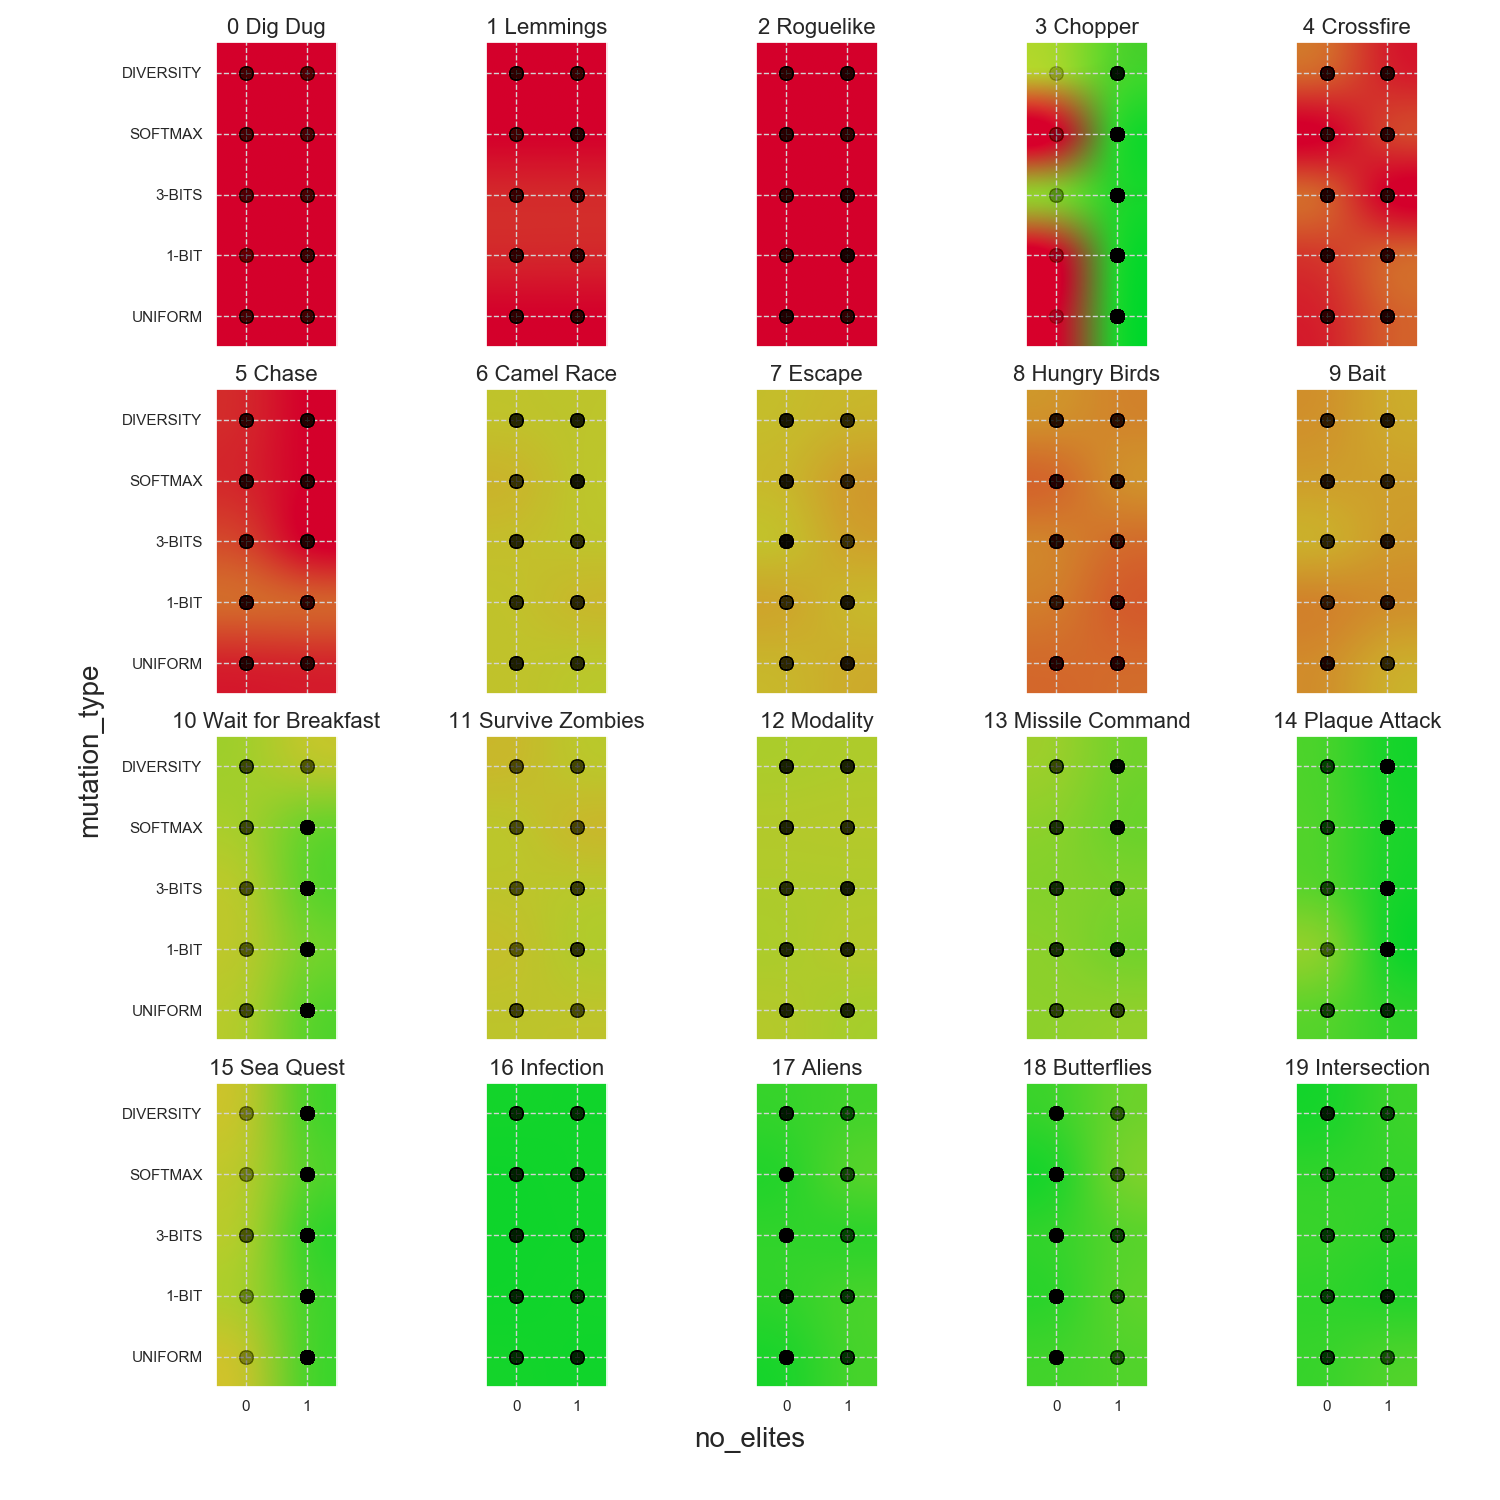 0 Dig Dug
1 Lemmings
2 Roguelike
3 Chopper
4 Crossfire
DIVERSITY
SOFTMAX
3-BITS
1-BIT
UNIFORM
5 Chase
6 Camel Race
7 Escape
8 Hungry Birds
9 Bait
DIVERSITY
SOFTMAX
3-BITS
1-BIT
UNIFORM
mutation_type
10 Wait for Breakfast
11 Survive Zombies
12 Modality
13 Missile Command
14 Plaque Attack
DIVERSITY
SOFTMAX
3-BITS
1-BIT
UNIFORM
15 Sea Quest
16 Infection
17 Aliens
18 Butterflies
19 Intersection
DIVERSITY
SOFTMAX
3-BITS
1-BIT
UNIFORM
0 1
0 1
0 1
0 1
0 1
no_elites